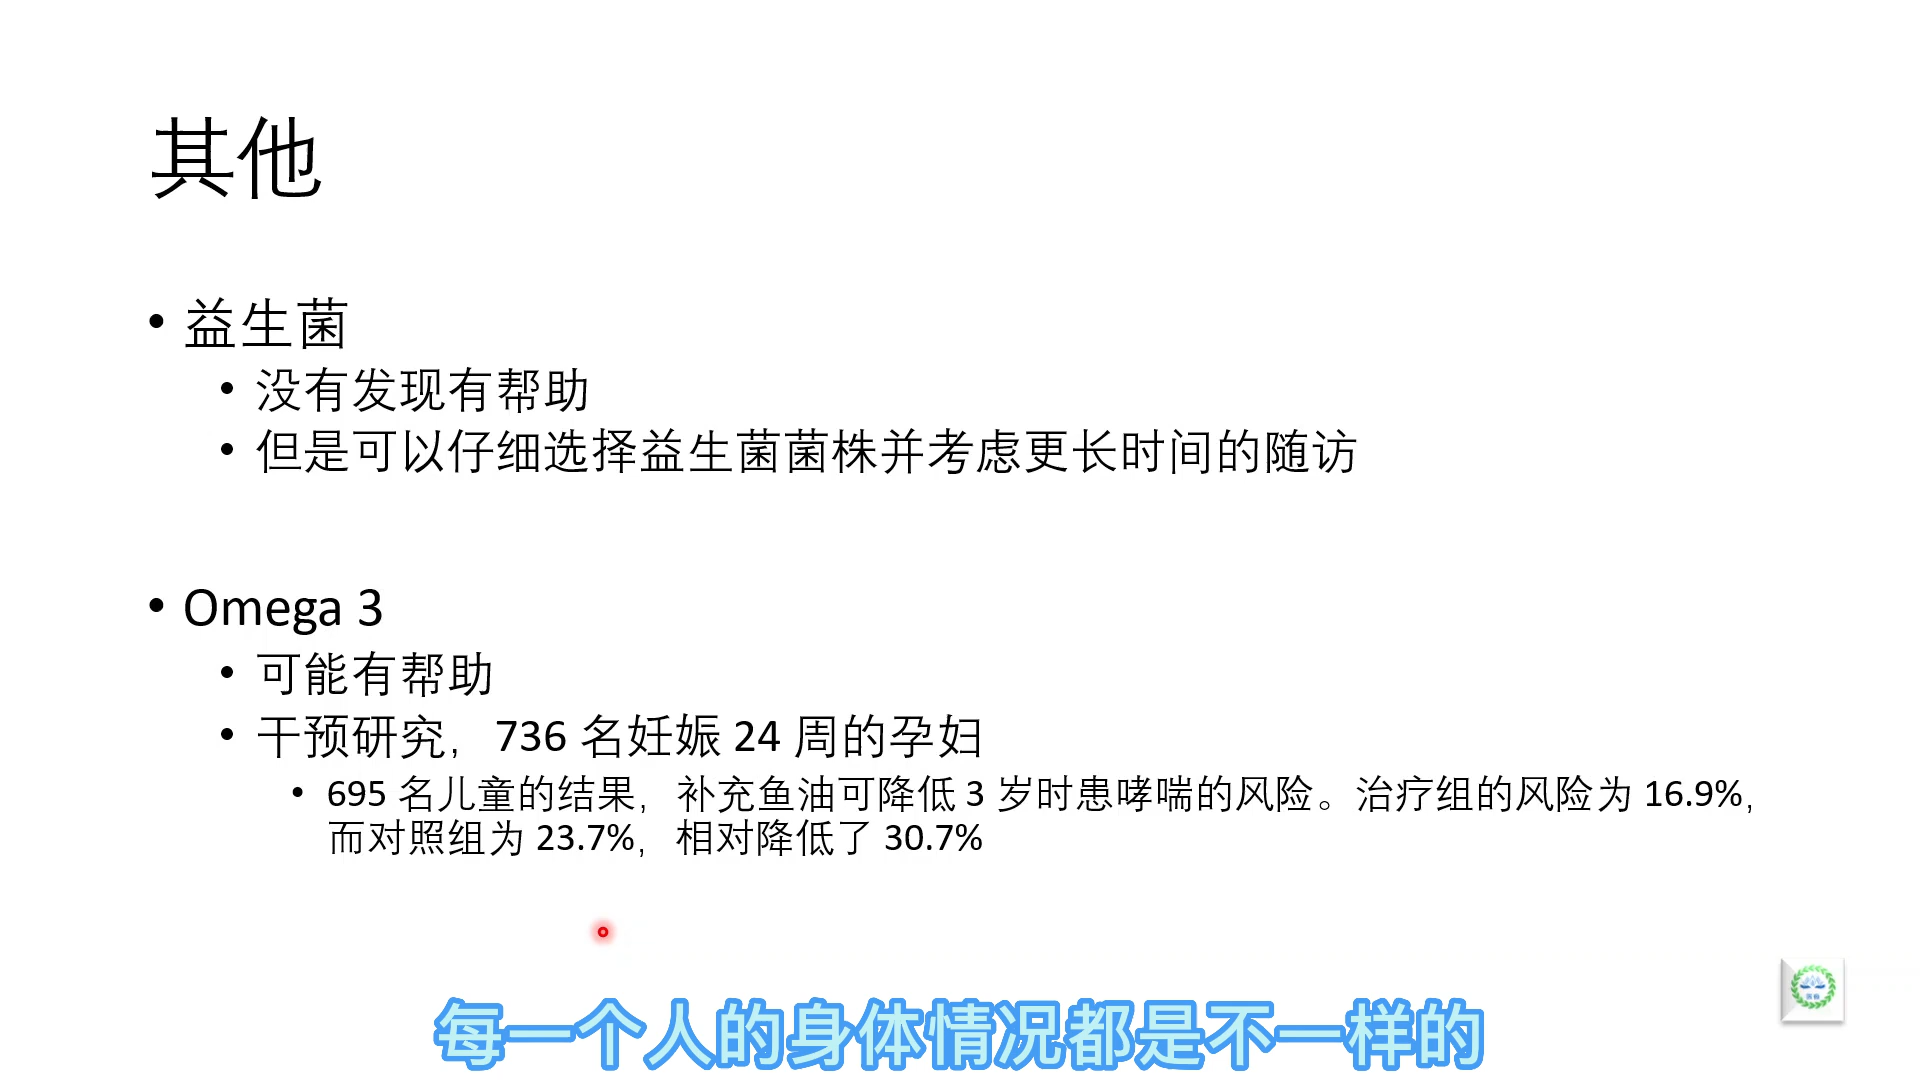 其他
• 益生菌
• 没有发现有帮助
• 但是可以仔细选择益生菌菌株并考虑更长时间的随访
• Omega 3
• 可能有帮助
• 干预研究，736 名妊娠 24 周的孕妇
• 695 名儿童的结果，补充鱼油可降低 3 岁时患哮喘的风险。治疗组的风险为 16.9%，
而对照组为 23.7%，相对降低了 30.7%
每一个人的身体情况都是不一样的